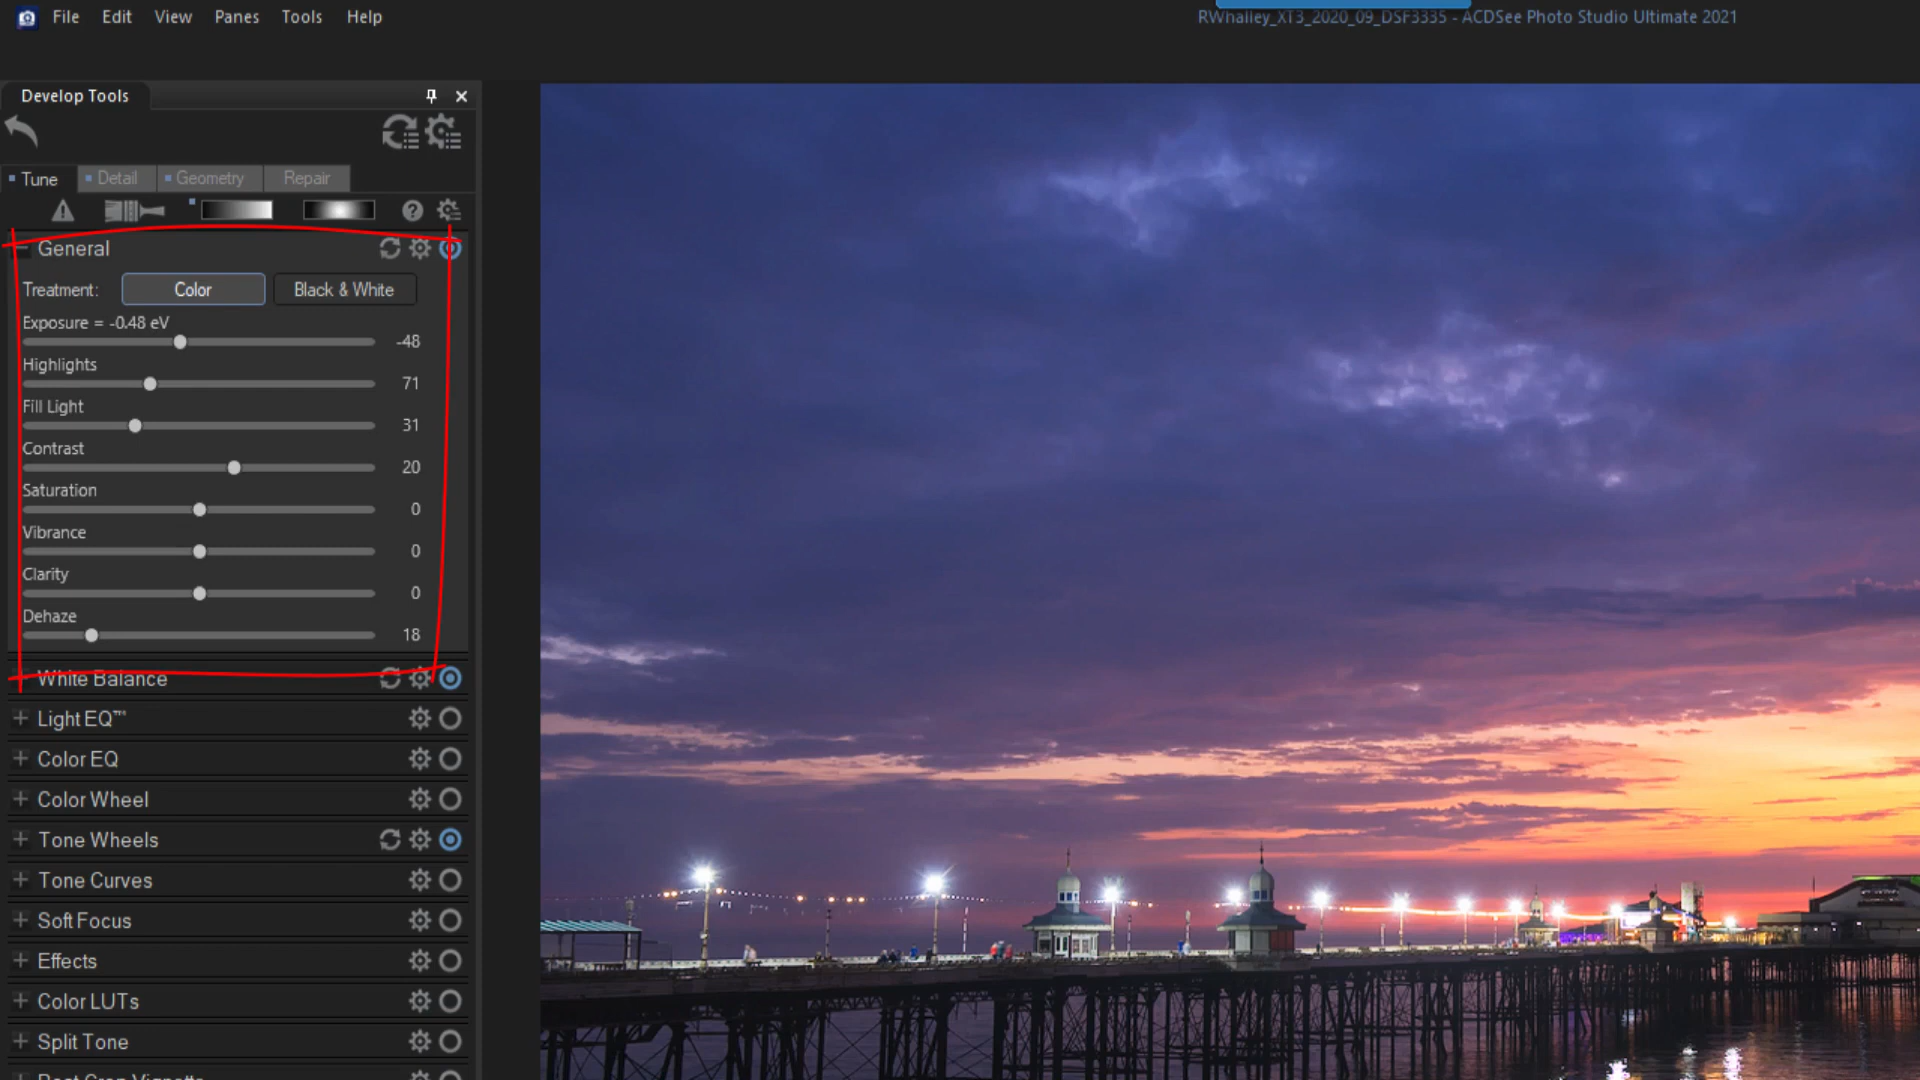 File Edit View Panes Tools Help
RWhalley_XT3_2020_09_DSF3335 - ACDSee Photo Studio Ultimate 2021
Develop Tools
Tune Detail Geometry Repair
General
Treatment: Color Black & White
Exposure = -0.48 eV
-48
Highlights
71
Fill Light
31
Contrast
20
Saturation
0
Vibrance
0
Clarity
0
Dehaze
18
White Balance
Light EQ™
Color EQ
Color Wheel
Tone Wheels
Tone Curves
Soft Focus
Effects
Color LUTs
Split Tone
Post Crop Vignette